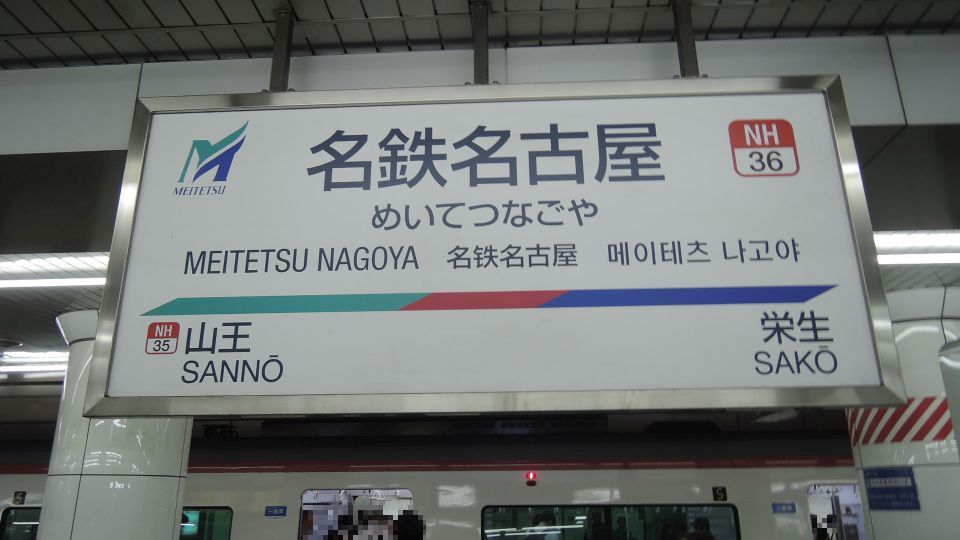 名鉄名古屋
NH
36
MEITETSU
めいてつなごや
MEITETSU NAGOYA 名鉄名古屋 메이테츠 나고야
NH
35
山王
SANNŌ
栄生
SAKŌ
S
S